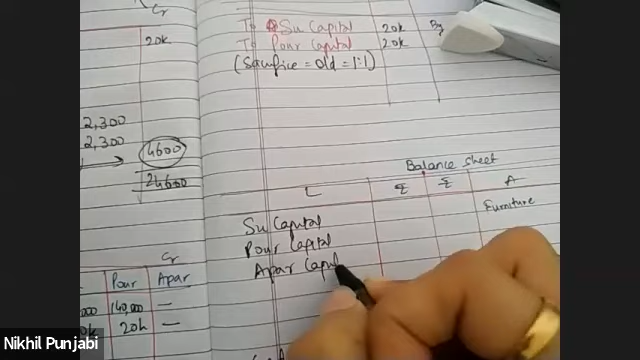 Cr
20k
2,300
2,300
4600
24600
To Su Capital 20k By
To Pour Capital 20k
(Sacrifice = Old = 1:1)
Balance sheet
L ₹ ₹ A
Su Capital Furniture
Pour Capital
Apar Capital
Cr
Pour Apar
140,000 —
20k —
Nikhil Punjabi